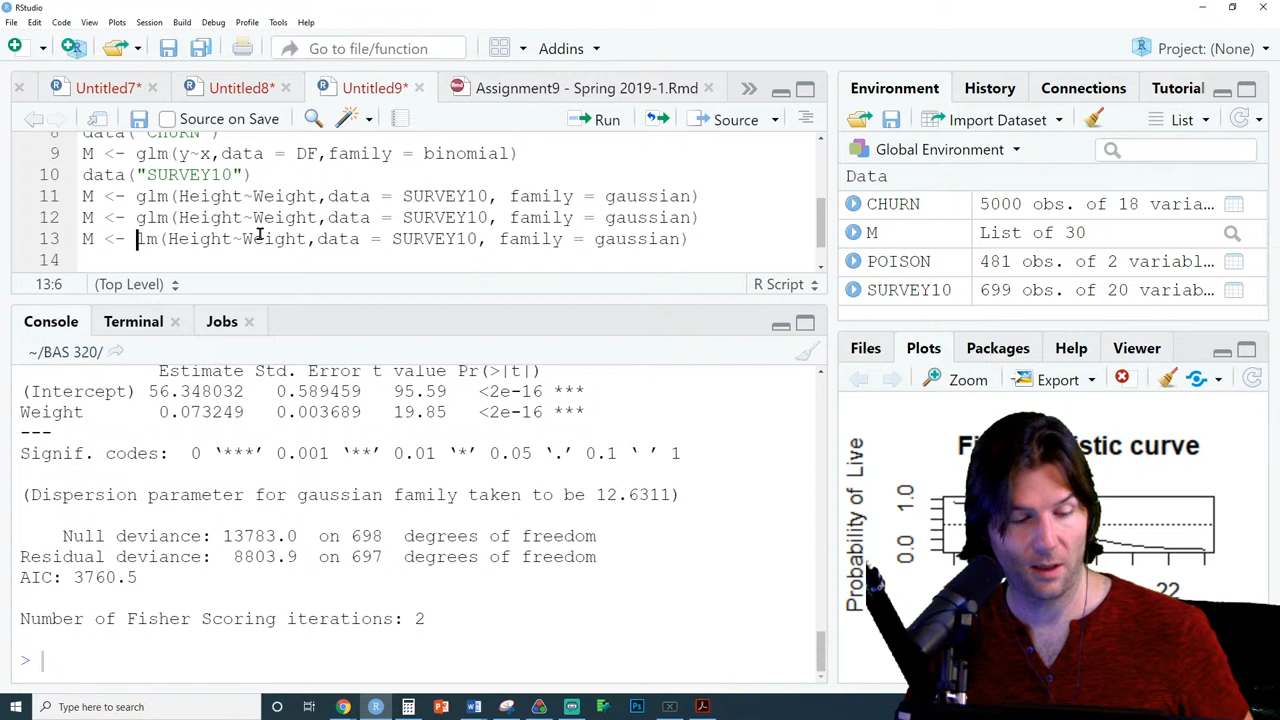 RStudio
File Edit Code View Plots Session Build Debug Profile Tools Help
Go to file/function
Addins
Project: (None)
Untitled7*
Untitled8*
Untitled9*
Assignment9 - Spring 2019-1.Rmd
Source on Save
Run
Source
8 data("CHURN")
9 M <- glm(y~x,data = DF,family = binomial)
10 data("SURVEY10")
11 M <- glm(Height~Weight,data = SURVEY10, family = gaussian)
12 M <- glm(Height~Weight,data = SURVEY10, family = gaussian)
13 M <- lm(Height~Weight,data = SURVEY10, family = gaussian)
14
13:6 (Top Level) R Script
Console Terminal Jobs
~/BAS 320/
Estimate Std. Error t value Pr(>|t|)
(Intercept) 56.348032 0.589459 95.59 <2e-16 ***
Weight 0.073249 0.003689 19.85 <2e-16 ***
---
Signif. codes: 0 ‘***’ 0.001 ‘**’ 0.01 ‘*’ 0.05 ‘.’ 0.1 ‘ ’ 1
(Dispersion parameter for gaussian family taken to be 12.6311)
Null deviance: 13783.0 on 698 degrees of freedom
Residual deviance: 8803.9 on 697 degrees of freedom
AIC: 3760.5
Number of Fisher Scoring iterations: 2
>
Environment History Connections Tutorial
Import Dataset List
Global Environment
Data
CHURN 5000 obs. of 18 varia...
M List of 30
POISON 481 obs. of 2 variabl...
SURVEY10 699 obs. of 20 variab...
Files Plots Packages Help Viewer
Zoom Export
curve
Probability of Live
1.0
0.0
22
Type here to search